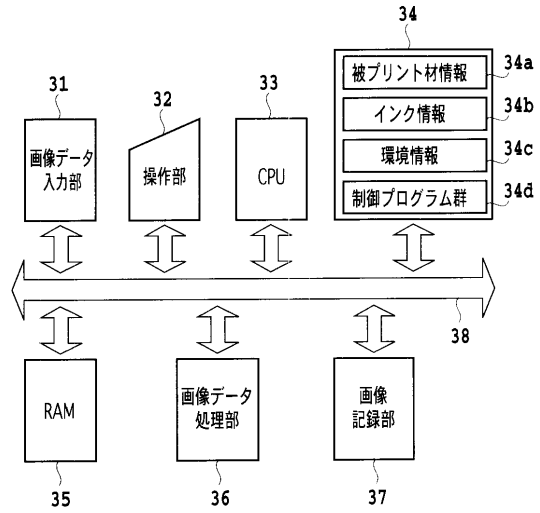 34
31
32
33
被プリント材情報
34a
インク情報
34b
環境情報
34c
制御プログラム群
34d
画像データ
入力部
操作部
CPU
38
RAM
画像データ
処理部
画像
記録部
35
36
37